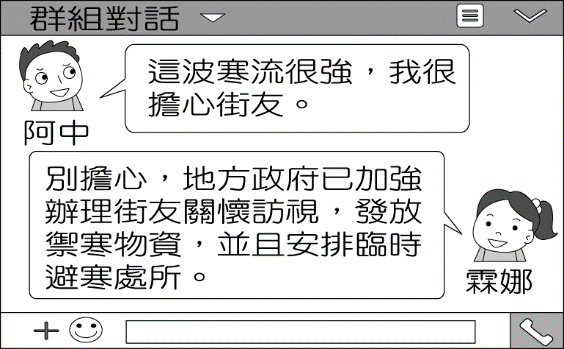 群組對話
這波寒流很強，我很
擔心街友。
阿中
別擔心，地方政府已加強
辦理街友關懷訪視，發放
禦寒物資，並且安排臨時
避寒處所。
霖娜